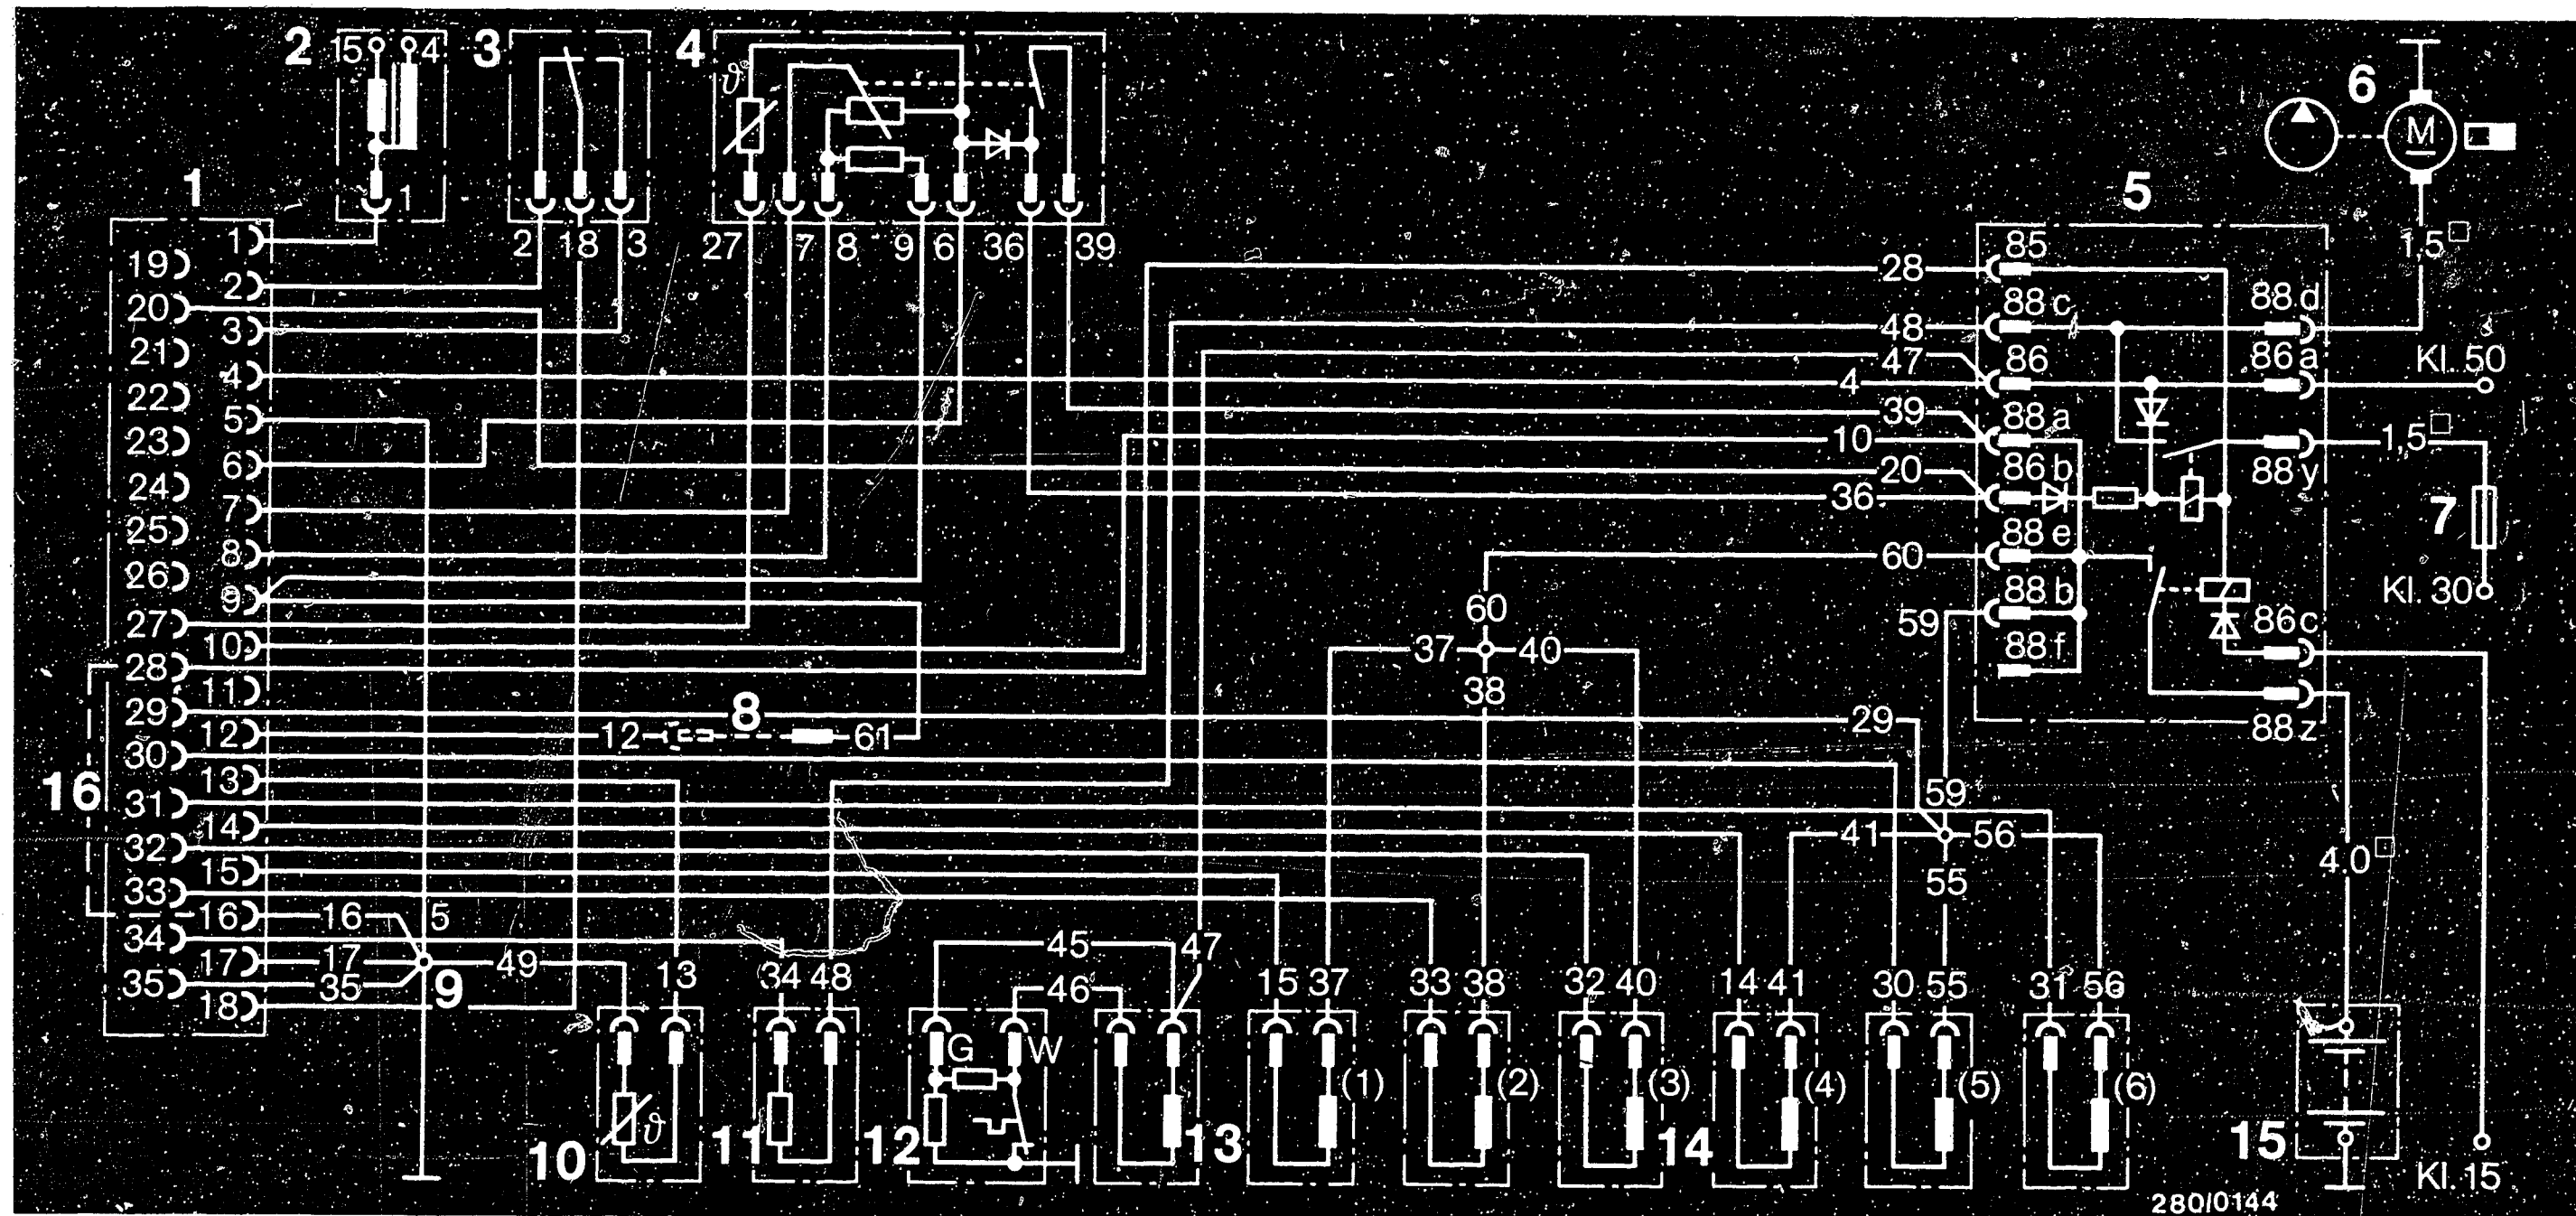 2 15 4 3 4 ϑ 6
M
1 1 5
2 18 3 27 7 8 9 6 36 39 1,5□
1 28 85
19 2 88 c 88 d
20 3 48
21 47 86 86 a Kl. 50
4 4
22 39 88 a
5 10 1,5□
23 20 86 b 88 y
6 36 7
24 7
25 88 e
8 60
26 9 60 88 b Kl. 30
27 59 86 c
10 37 40 88 f
28 38
11
29 8 29 88 z
12 12 61
30
16 13
31 59
14 41 56
32 4.0□
15 55
33
16 16 5
34 45 47
17 17 49 13 34 48 15 37 33 38 32 40 14 41 30 55 31 56
35 35 9 46
18
G W
(1) (2) (3) (4) (5) (6)
10 ϑ 11 12 13 14 15
Kl. 15
280/0144